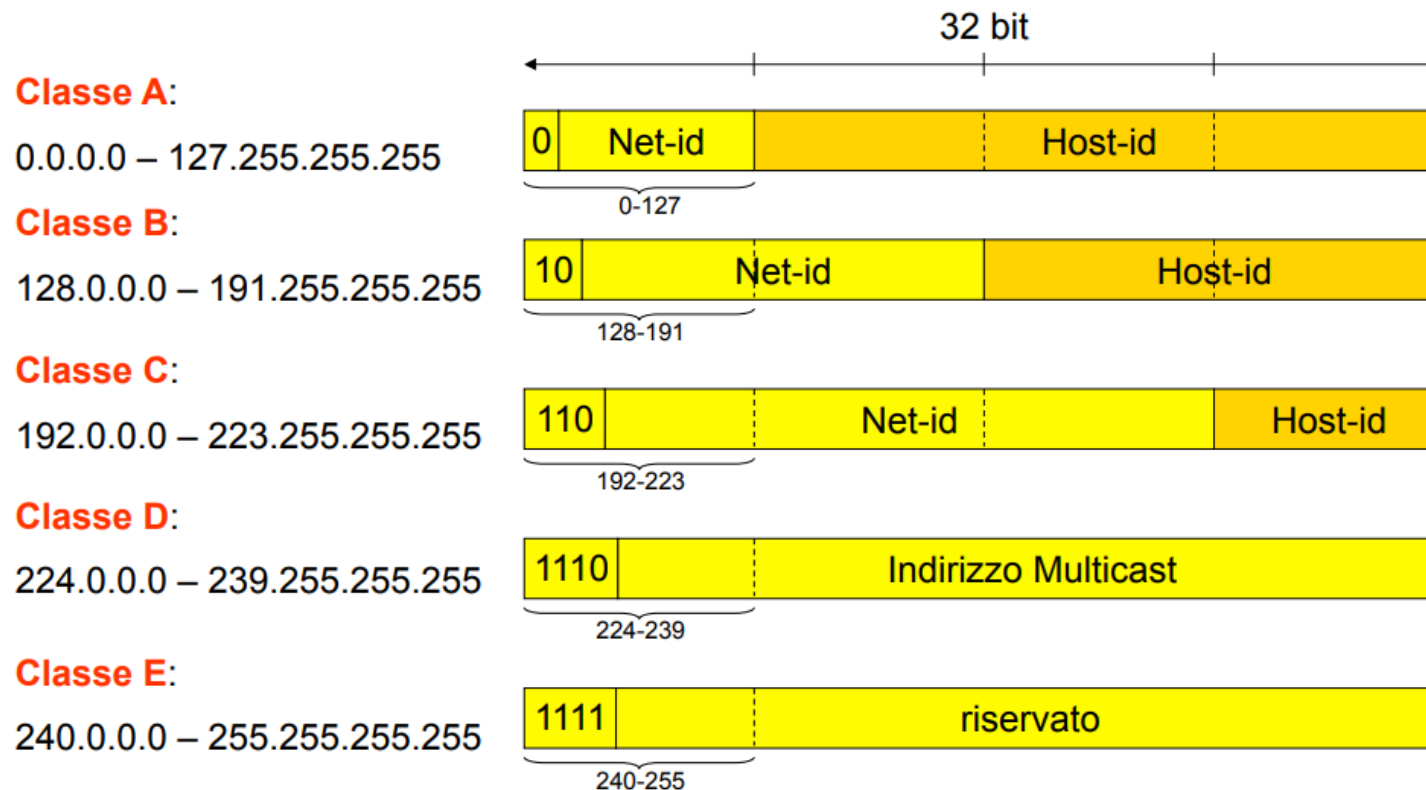 32 bit
Classe A:
0.0.0.0 – 127.255.255.255
0 Net-id Host-id
0-127
Classe B:
128.0.0.0 – 191.255.255.255
10 Net-id Host-id
128-191
Classe C:
192.0.0.0 – 223.255.255.255
110 Net-id Host-id
192-223
Classe D:
224.0.0.0 – 239.255.255.255
1110 Indirizzo Multicast
224-239
Classe E:
240.0.0.0 – 255.255.255.255
1111 riservato
240-255